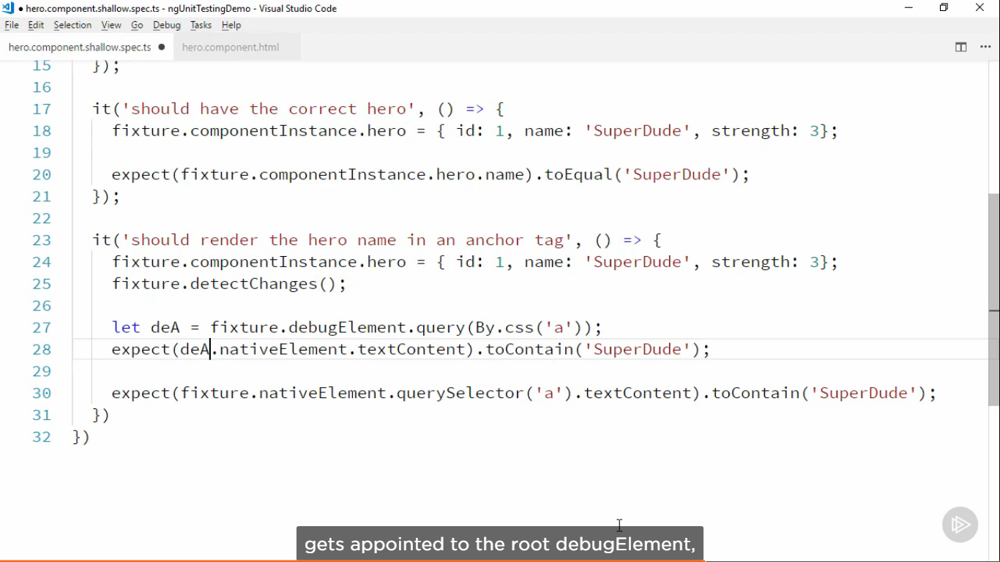 hero.component.shallow.spec.ts - ngUnitTestingDemo - Visual Studio Code
File Edit Selection View Go Debug Tasks Help
hero.component.shallow.spec.ts hero.component.html
15 });
16
17 it('should have the correct hero', () => {
18 fixture.componentInstance.hero = { id: 1, name: 'SuperDude', strength: 3};
19
20 expect(fixture.componentInstance.hero.name).toEqual('SuperDude');
21 });
22
23 it('should render the hero name in an anchor tag', () => {
24 fixture.componentInstance.hero = { id: 1, name: 'SuperDude', strength: 3};
25 fixture.detectChanges();
26
27 let deA = fixture.debugElement.query(By.css('a'));
28 expect(deA.nativeElement.textContent).toContain('SuperDude');
29
30 expect(fixture.nativeElement.querySelector('a').textContent).toContain('SuperDude');
31 })
32 })
gets appointed to the root debugElement,